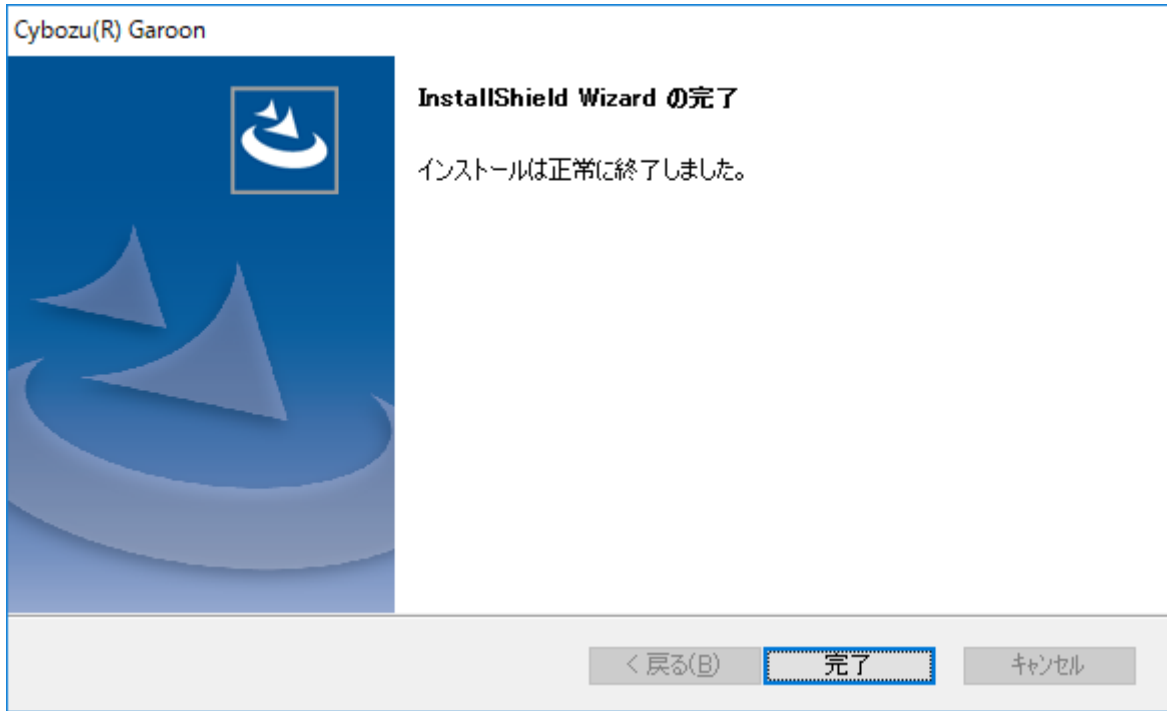 Cybozu(R) Garoon
InstallShield Wizard の完了
インストールは正常に終了しました。
< 戻る(B)
完了
キャンセル